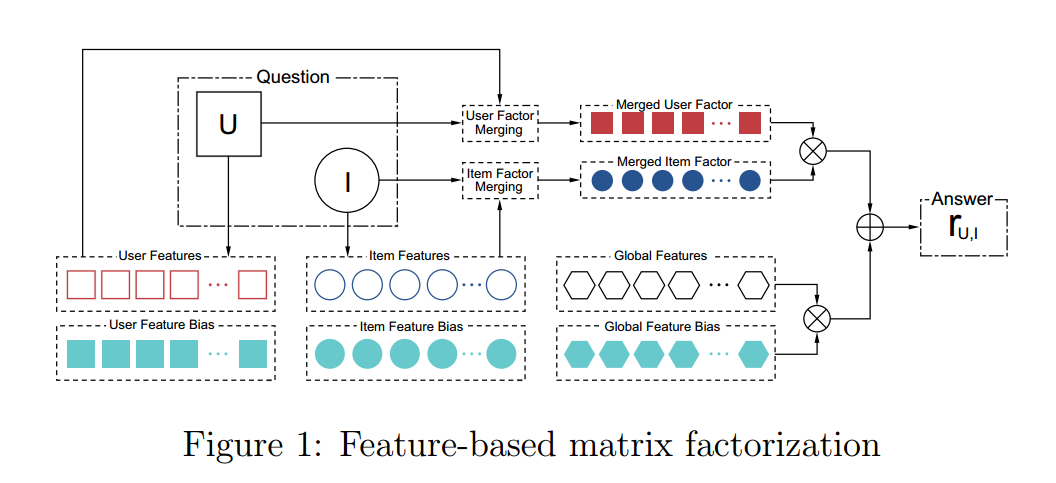 Question
U
I
User Factor
Merging
Item Factor
Merging
Merged User Factor
...
Merged Item Factor
...
Answer
rU,I
User Features
...
Item Features
...
Global Features
...
User Feature Bias
...
Item Feature Bias
...
Global Feature Bias
...
Figure 1: Feature-based matrix factorization